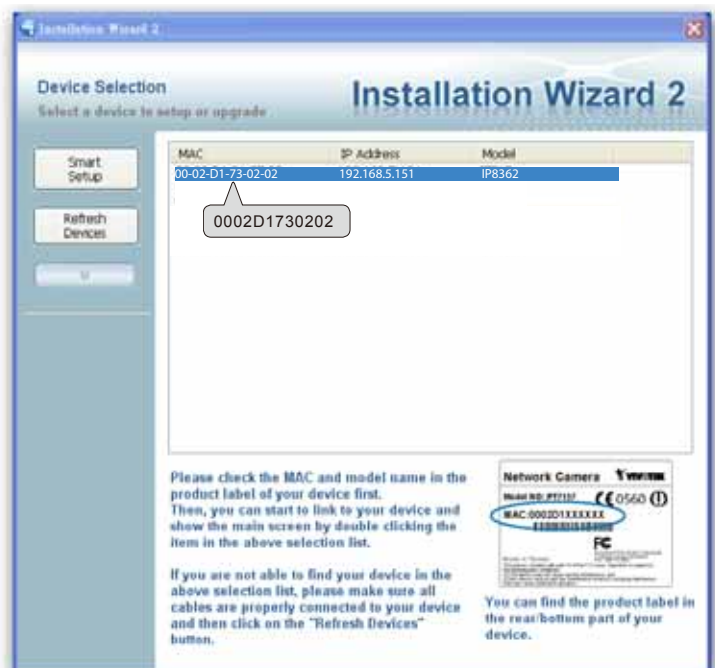 Installation Wizard 2
Device Selection
Select a device to setup or upgrade
Installation Wizard 2
Smart
Setup
Refresh
Devices
MAC IP Address Model
00-02-D1-73-02-02 192.168.5.151 IP8362
0002D1730202
Please check the MAC and model name in the
product label of your device first.
Then, you can start to link to your device and
show the main screen by double clicking the
item in the above selection list.
If you are not able to find your device in the
above selection list, please make sure all
cables are properly connected to your device
and then click on the "Refresh Devices"
button.
Network Camera VIVOTEK
Model NO: CE 0560
MAC:0002D1XXXXXX
FC
You can find the product label in
the rear/bottom part of your
device.